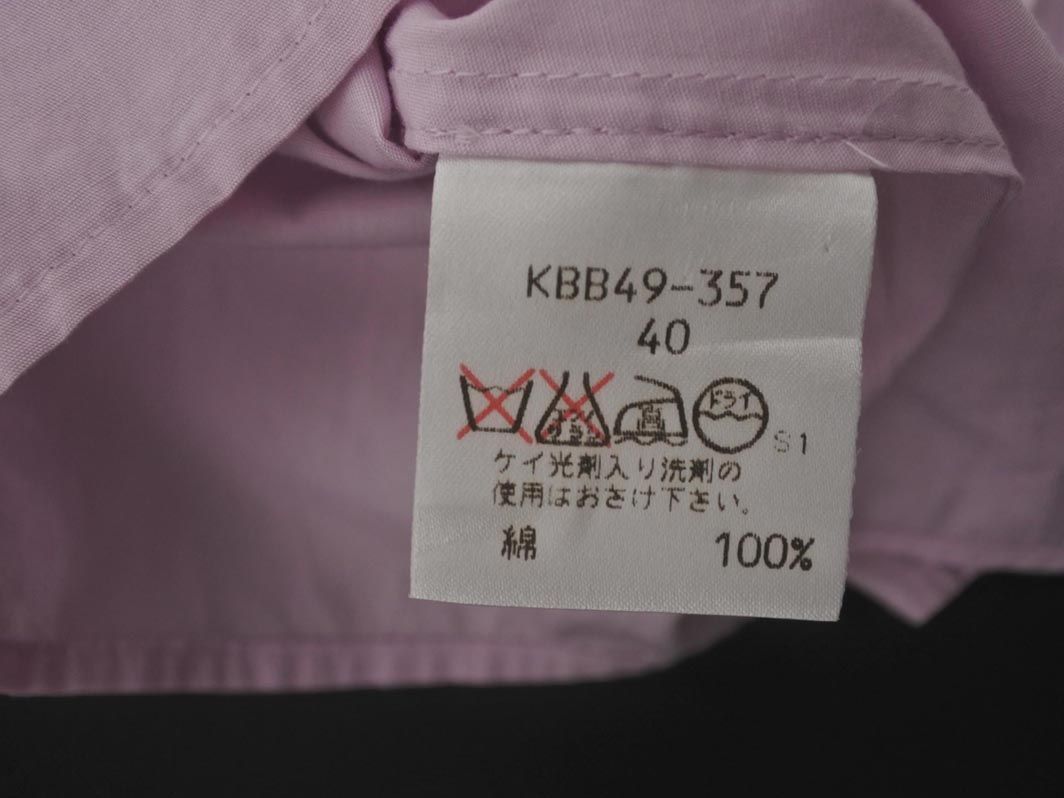 KBB49-357
40
ドライ
S1
ケイ光剤入り洗剤の
使用はおさけ下さい。
綿 100%